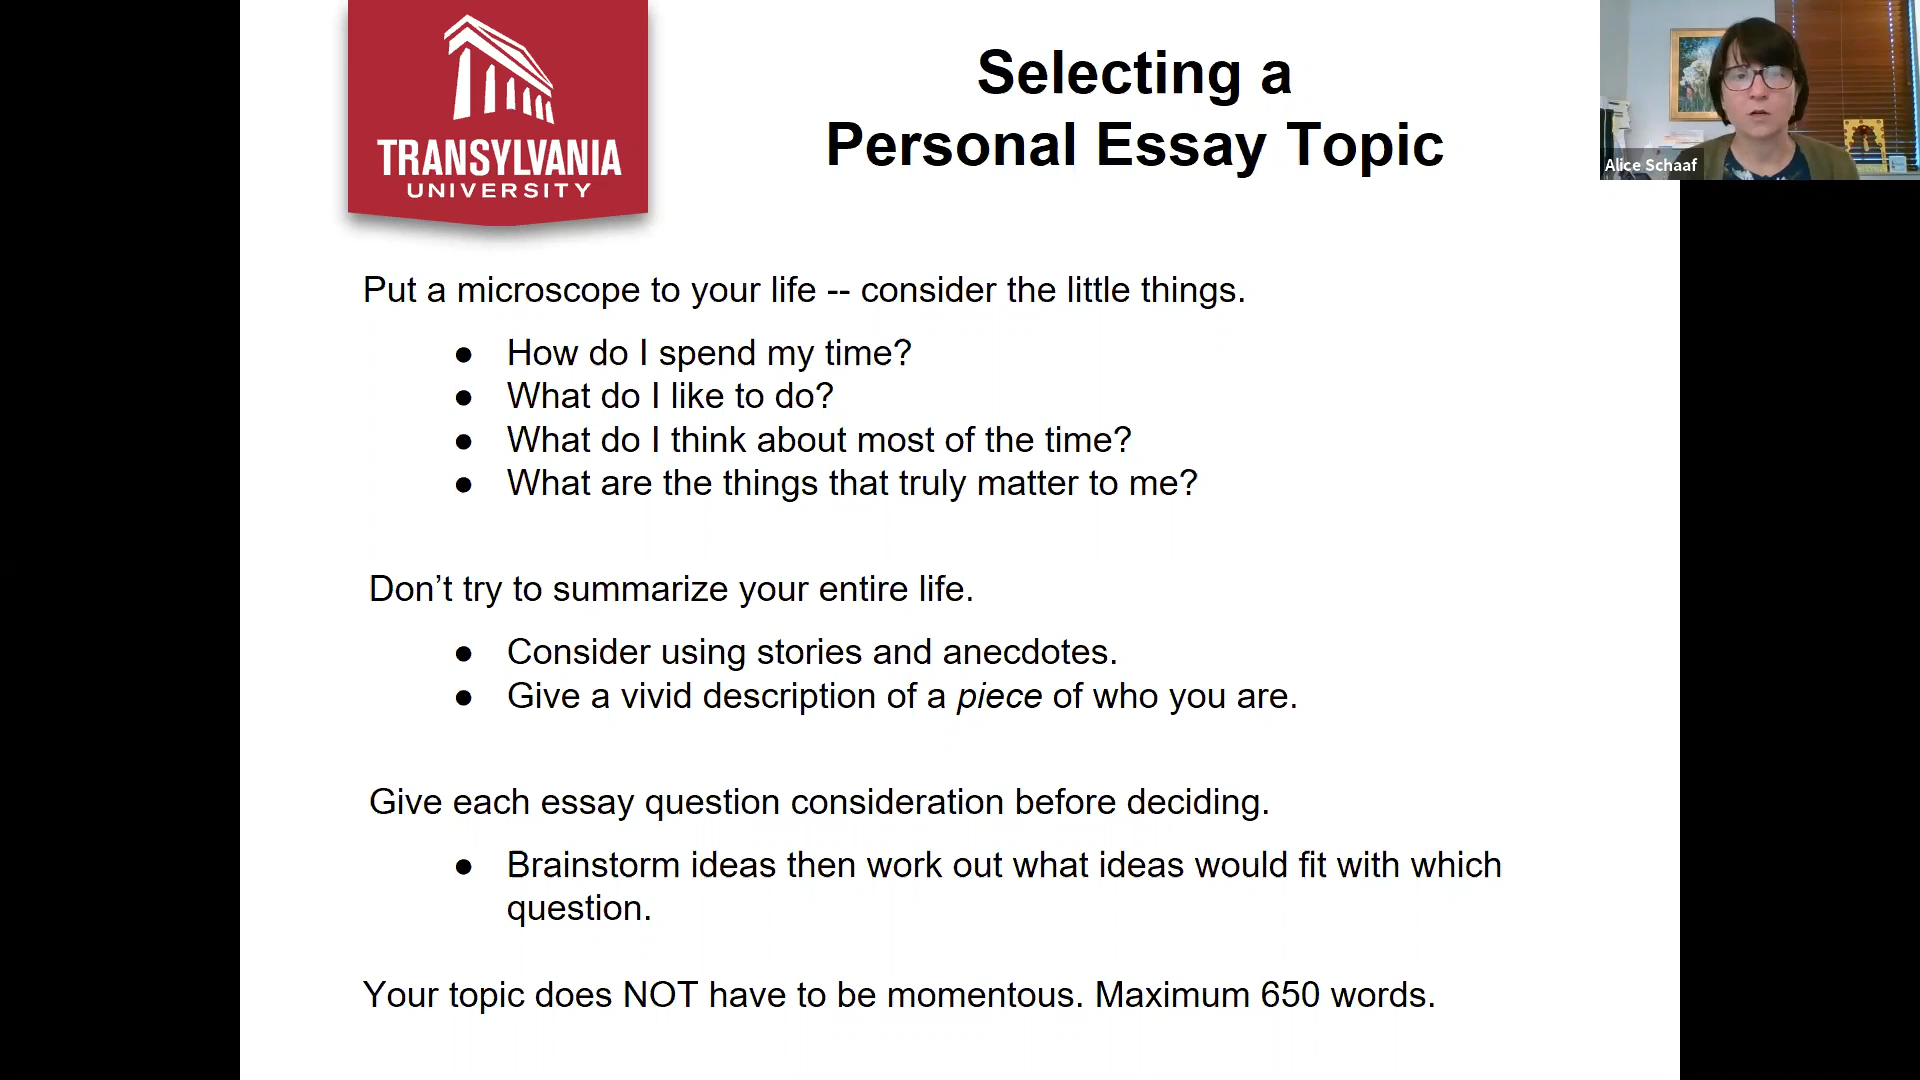 TRANSYLVANIA
UNIVERSITY
Selecting a
Personal Essay Topic
Alice Schaaf
Put a microscope to your life -- consider the little things.
● How do I spend my time?
● What do I like to do?
● What do I think about most of the time?
● What are the things that truly matter to me?
Don’t try to summarize your entire life.
● Consider using stories and anecdotes.
● Give a vivid description of a piece of who you are.
Give each essay question consideration before deciding.
● Brainstorm ideas then work out what ideas would fit with which
question.
Your topic does NOT have to be momentous. Maximum 650 words.